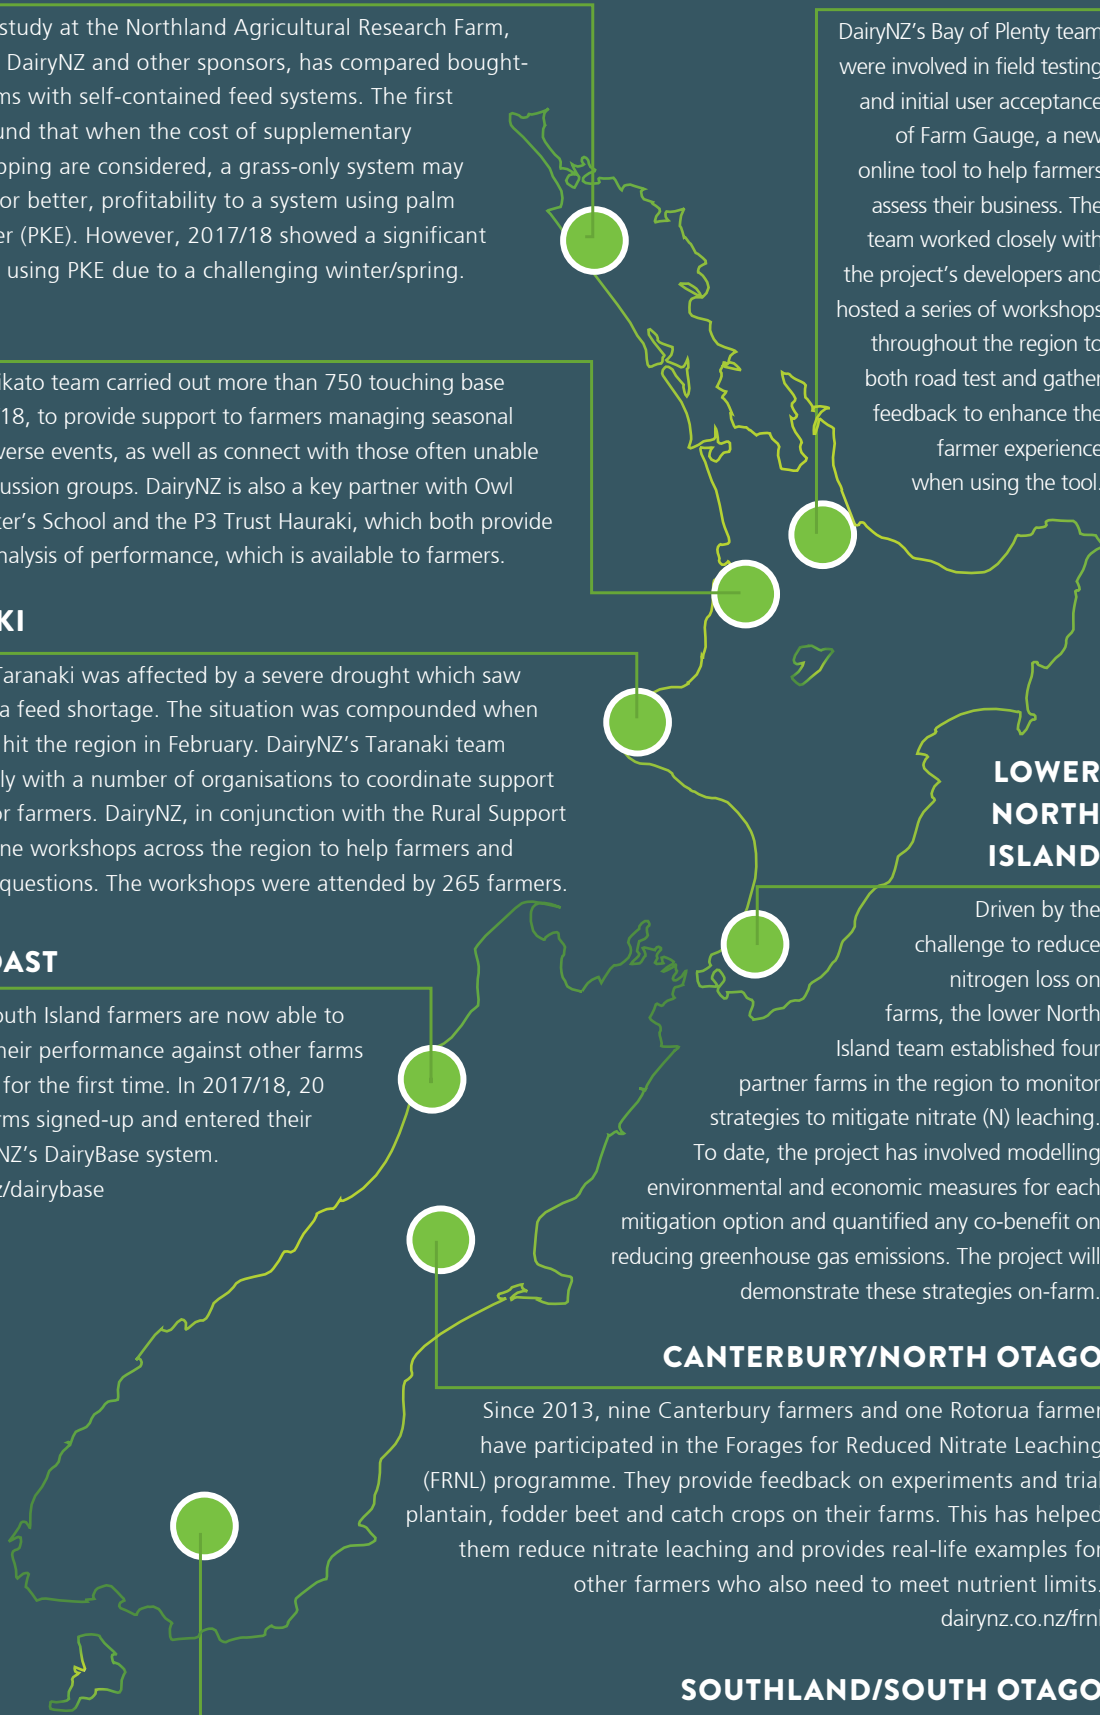 study at the Northland Agricultural Research Farm,
DairyNZ and other sponsors, has compared bought-
ms with self-contained feed systems. The first
und that when the cost of supplementary
pping are considered, a grass-only system may
or better, profitability to a system using palm
er (PKE). However, 2017/18 showed a significant
using PKE due to a challenging winter/spring.
DairyNZ's Bay of Plenty team
were involved in field testing
and initial user acceptance
of Farm Gauge, a new
online tool to help farmers
assess their business. The
team worked closely with
the project's developers and
hosted a series of workshops
throughout the region to
both road test and gather
feedback to enhance the
farmer experience
when using the tool.
ikato team carried out more than 750 touching base
18, to provide support to farmers managing seasonal
verse events, as well as connect with those often unable
ussion groups. DairyNZ is also a key partner with Owl
ter's School and the P3 Trust Hauraki, which both provide
nalysis of performance, which is available to farmers.
KI
Taranaki was affected by a severe drought which saw
a feed shortage. The situation was compounded when
hit the region in February. DairyNZ's Taranaki team
ly with a number of organisations to coordinate support
or farmers. DairyNZ, in conjunction with the Rural Support
ne workshops across the region to help farmers and
questions. The workshops were attended by 265 farmers.
LOWER
NORTH
ISLAND
Driven by the
challenge to reduce
nitrogen loss on
farms, the lower North
Island team established four
partner farms in the region to monitor
strategies to mitigate nitrate (N) leaching.
To date, the project has involved modelling
environmental and economic measures for each
mitigation option and quantified any co-benefit on
reducing greenhouse gas emissions. The project will
demonstrate these strategies on-farm.
OAST
outh Island farmers are now able to
heir performance against other farms
for the first time. In 2017/18, 20
rms signed-up and entered their
NZ's DairyBase system.
z/dairybase
CANTERBURY/NORTH OTAGO
Since 2013, nine Canterbury farmers and one Rotorua farmer
have participated in the Forages for Reduced Nitrate Leaching
(FRNL) programme. They provide feedback on experiments and trial
plantain, fodder beet and catch crops on their farms. This has helped
them reduce nitrate leaching and provides real-life examples for
other farmers who also need to meet nutrient limits.
dairynz.co.nz/frnl
SOUTHLAND/SOUTH OTAGO